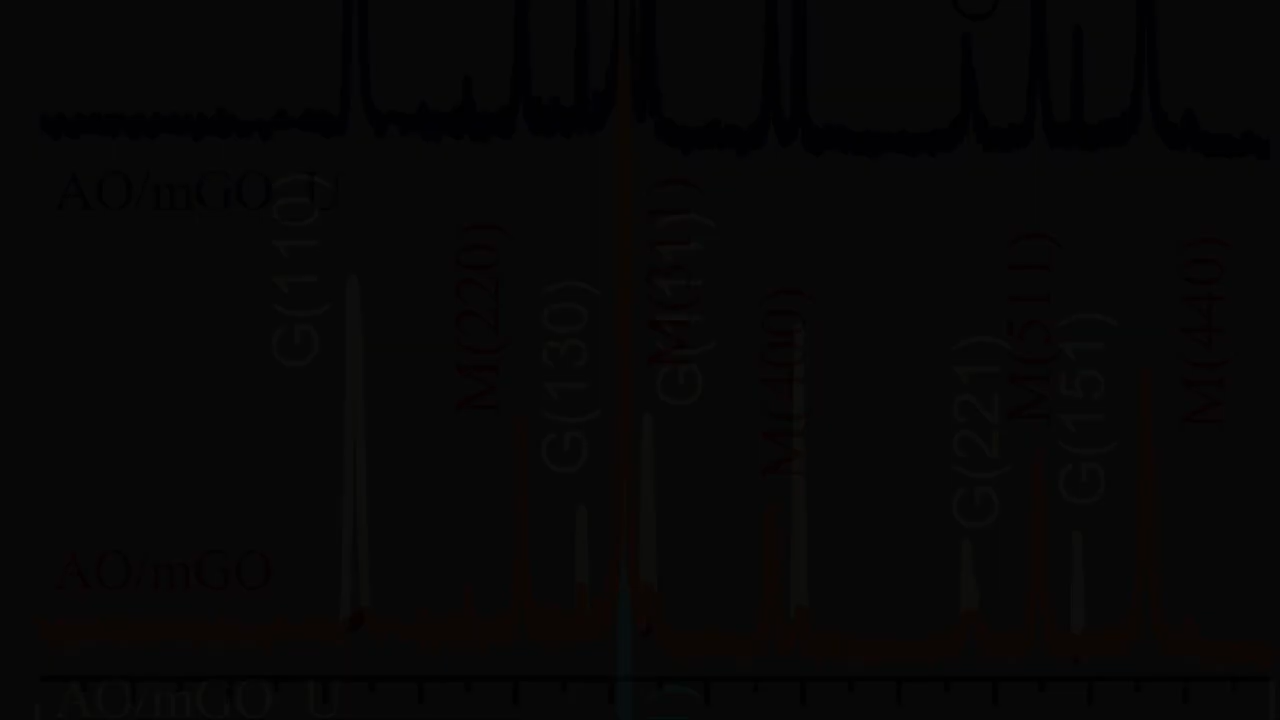 AO/mGO U
G(110)
M(220)
G(130)
G(111)
M(400)
G(221)
M(511)
G(151)
M(440)
AO/mGO
AO/mGO U